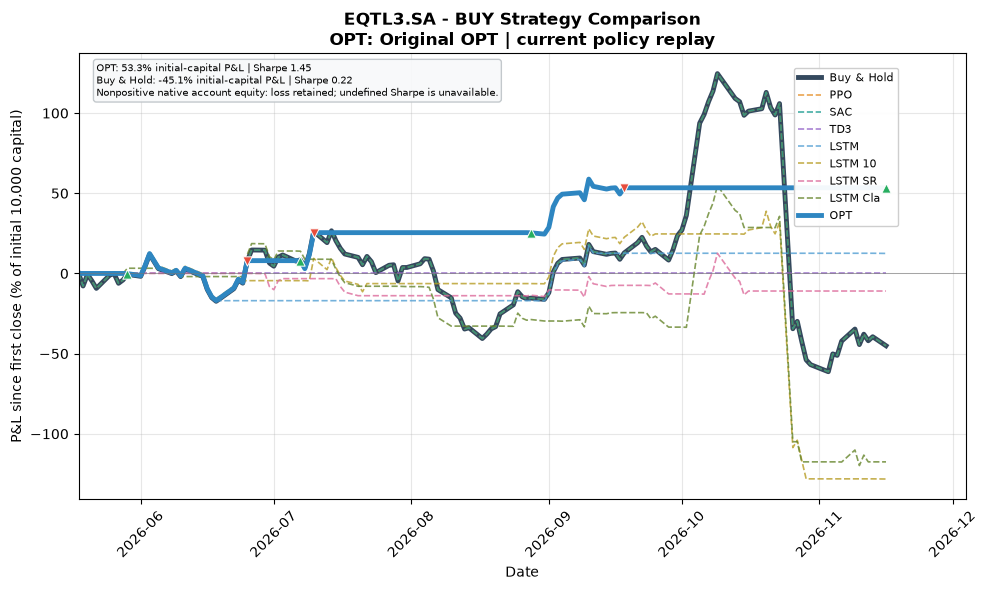 EQTL3.SA - BUY Strategy Comparison
OPT: Original OPT | current policy replay
OPT: 53.3% initial-capital P&L | Sharpe 1.45
Buy & Hold: -45.1% initial-capital P&L | Sharpe 0.22
Nonpositive native account equity: loss retained; undefined Sharpe is unavailable.
Buy & Hold
PPO
SAC
TD3
LSTM
LSTM 10
LSTM SR
LSTM Cla
OPT
P&L since first close (% of initial 10,000 capital)
100
50
0
−50
−100
2026-06
2026-07
2026-08
2026-09
2026-10
2026-11
2026-12
Date